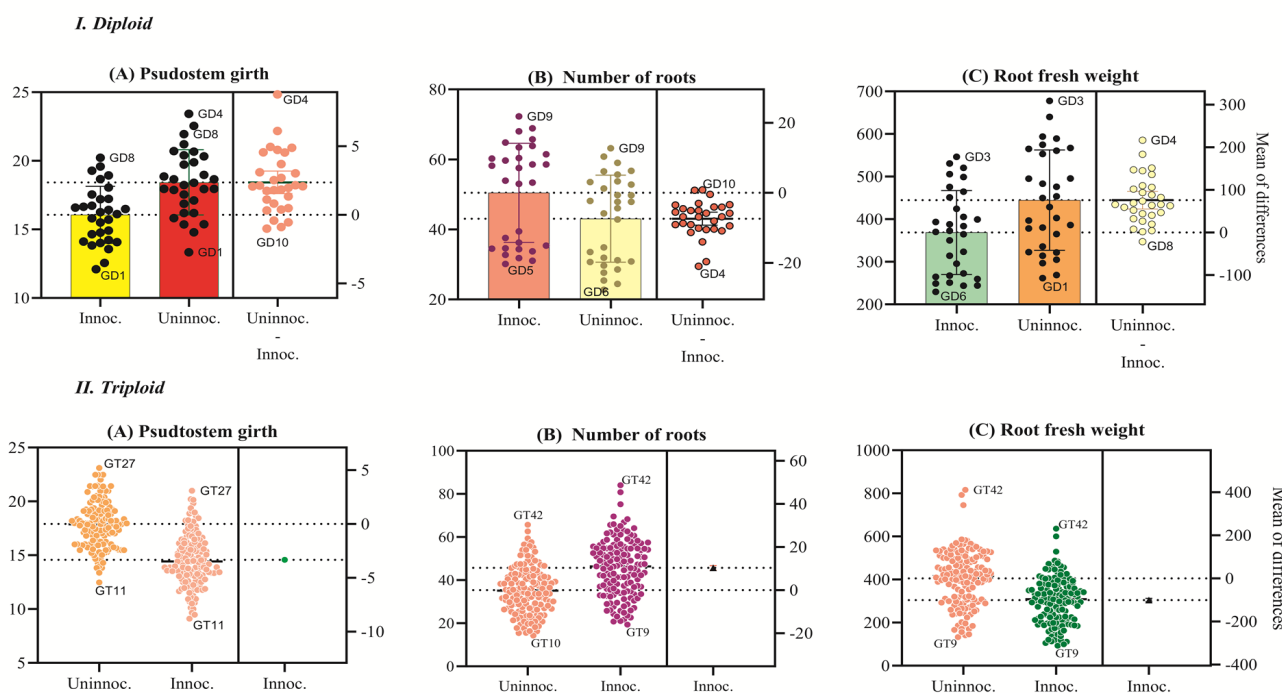 I. Diploid
(A) Psudostem girth
25
20
15
10
GD8
GD1
GD4
GD8
GD1
GD4
GD10
5
0
-5
Innoc.
Uninnoc.
Uninnoc.
-
Innoc.
(B) Number of roots
80
60
40
20
GD9
GD5
GD9
GD6
GD10
GD4
20
0
-20
Innoc.
Uninnoc.
Uninnoc.
-
Innoc.
(C) Root fresh weight
700
600
500
400
300
200
GD3
GD6
GD3
GD1
GD4
GD8
300
200
100
0
-100
Mean of differences
Innoc.
Uninnoc.
Uninnoc.
-
Innoc.
II. Triploid
(A) Psudtostem girth
25
20
15
10
5
GT27
GT11
GT27
GT11
5
0
-5
-10
Uninnoc.
Innoc.
Innoc.
(B) Number of roots
100
80
60
40
20
0
GT42
GT10
GT42
GT9
60
40
20
0
-20
Uninnoc.
Innoc.
Innoc.
(C) Root fresh weight
1000
800
600
400
200
0
GT42
GT9
GT42
GT9
400
200
0
-200
-400
Mean of differences
Uninnoc.
Innoc.
Innoc.